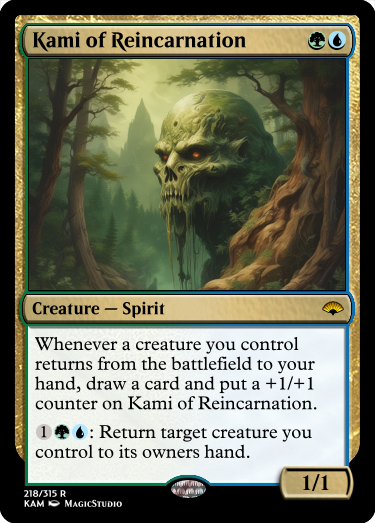 Kami of Reincarnation
Creature — Spirit
Whenever a creature you control
returns from the battlefield to your
hand, draw a card and put a +1/+1
counter on Kami of Reincarnation.
1: Return target creature you
control to its owners hand.
1/1
218/315 R
KAM MagicStudio